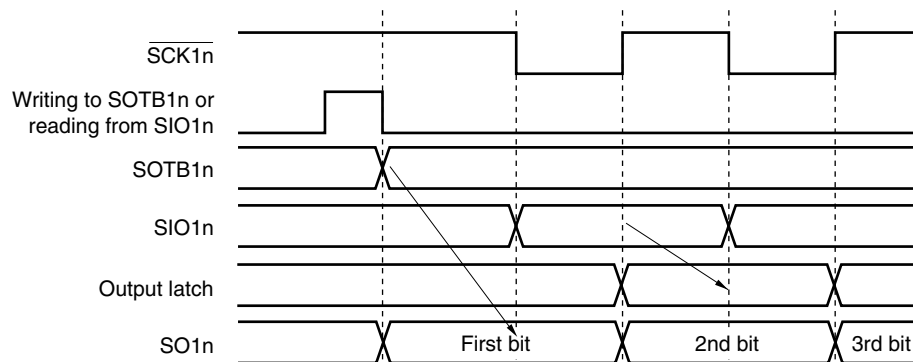 SCK1n
Writing to SOTB1n or
reading from SIO1n
SOTB1n
SIO1n
Output latch
SO1n
First bit
2nd bit
3rd bit